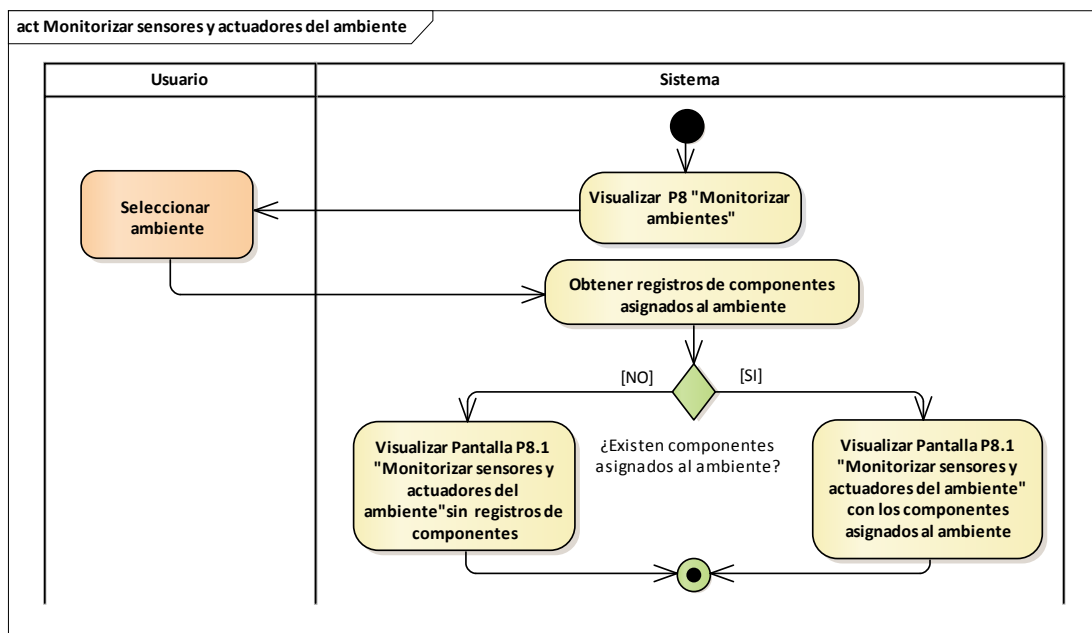 act Monitorizar sensores y actuadores del ambiente
Usuario
Sistema
Visualizar P8 "Monitorizar
ambientes"
Seleccionar
ambiente
Obtener registros de componentes
asignados al ambiente
[NO]
[SI]
¿Existen componentes
asignados al ambiente?
Visualizar Pantalla P8.1
"Monitorizar sensores y
actuadores del
ambiente"sin registros de
componentes
Visualizar Pantalla P8.1
"Monitorizar sensores y
actuadores del ambiente"
con los componentes
asignados al ambiente